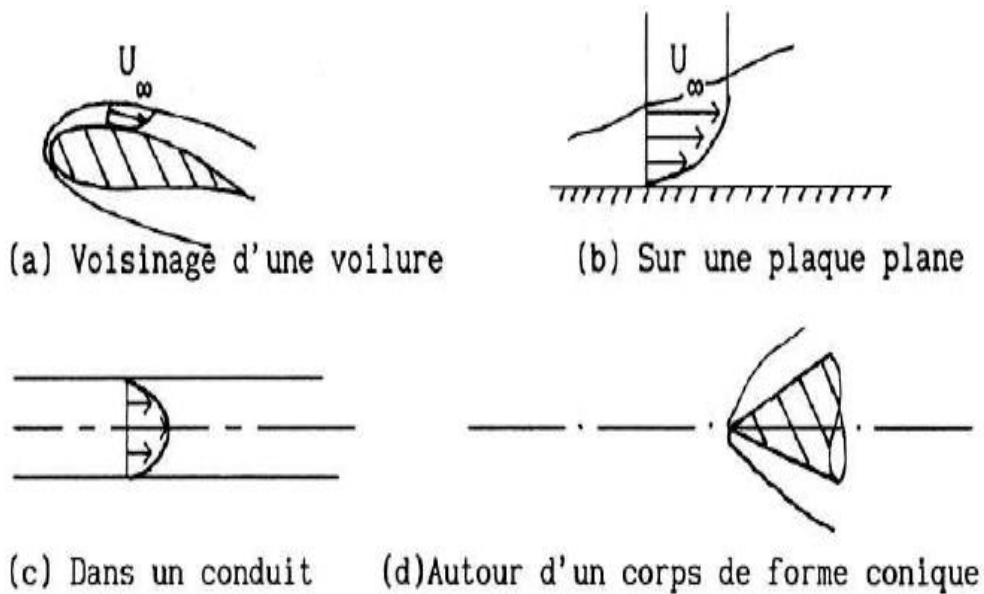 U∞
U∞
(a) Voisinage d'une voilure
(b) Sur une plaque plane
(c) Dans un conduit
(d)Autour d'un corps de forme conique